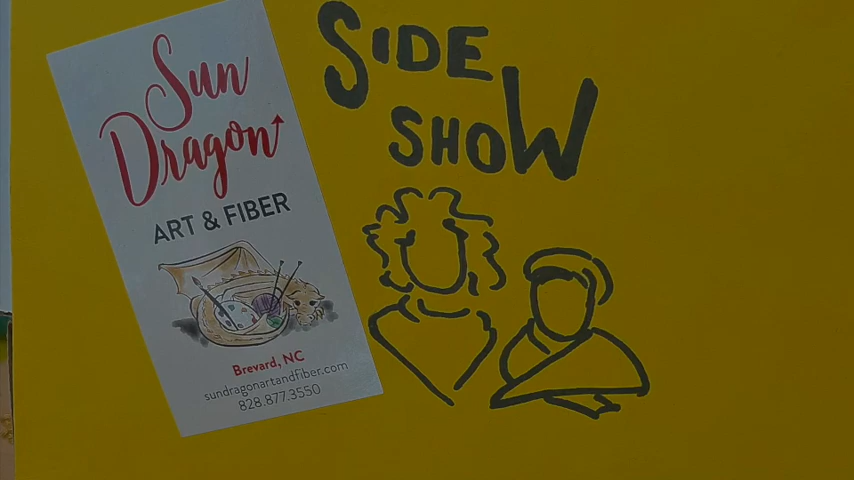 Sun
Dragon
ART & FIBER
Brevard, NC
sundragonartandfiber.com
828.877.3550
SIDE
SHOW